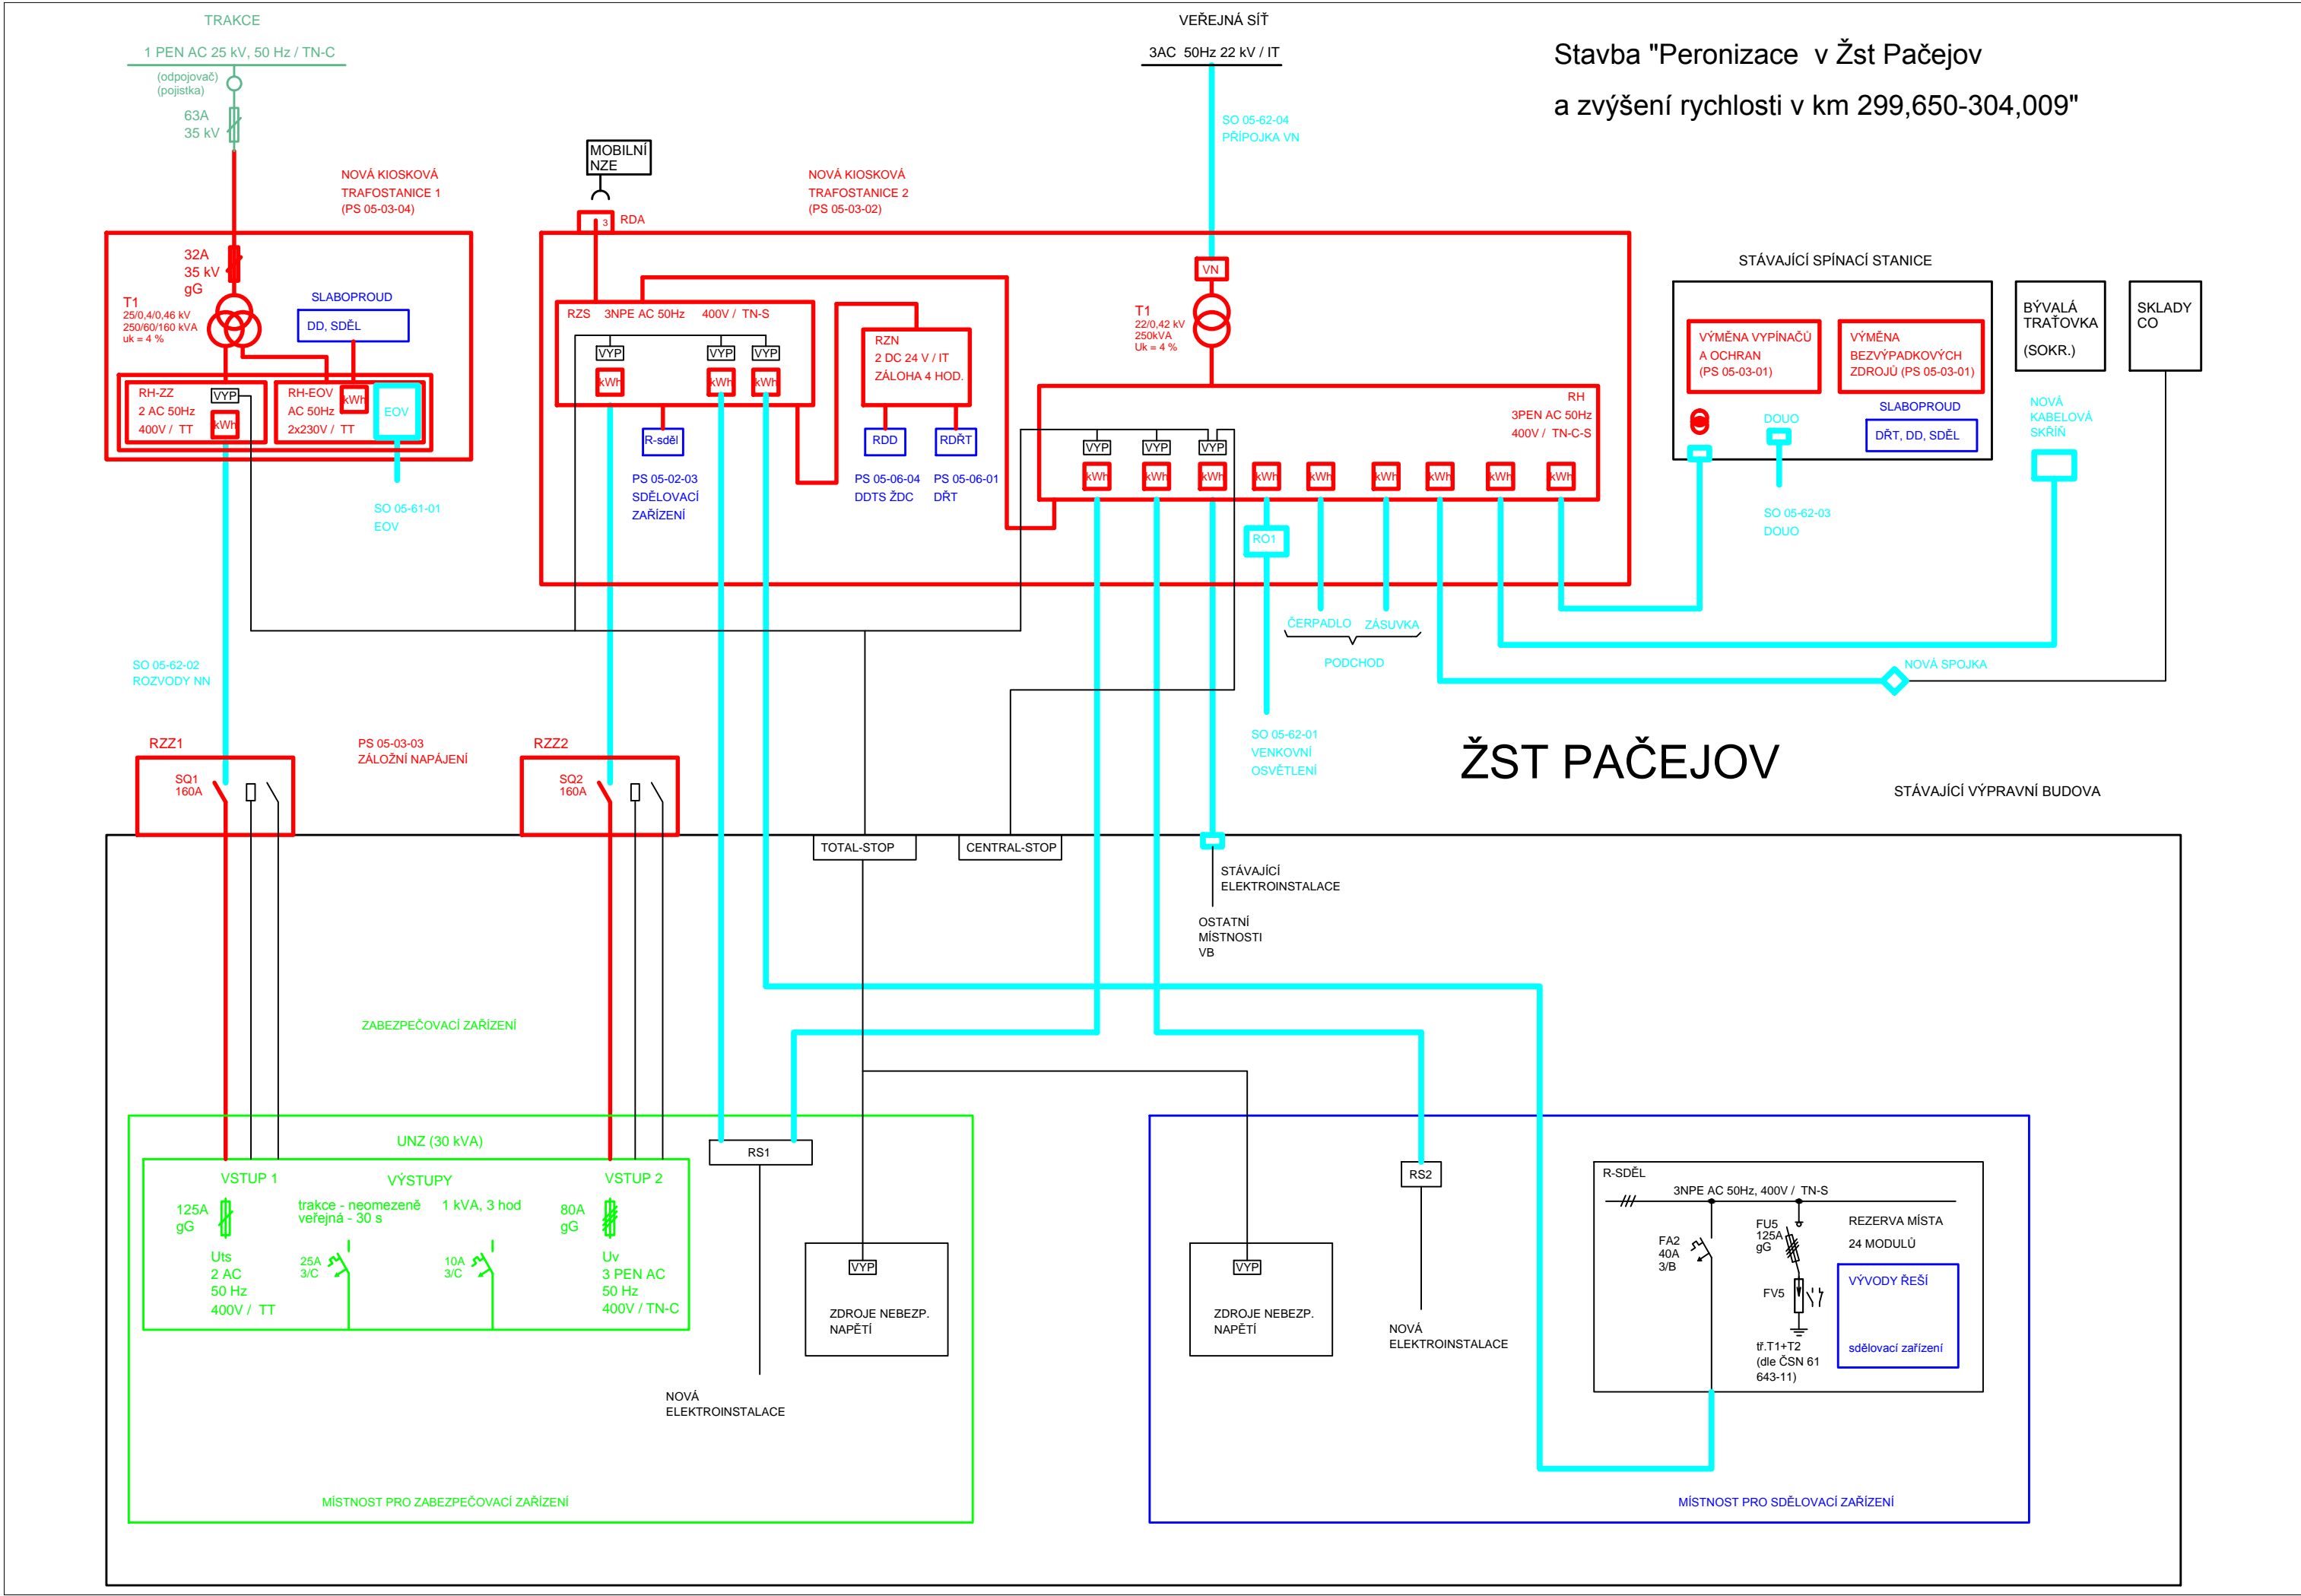 TRAKCE
1 PEN AC 25 kV, 50 Hz / TN-C
(odpojovač)
(pojistka)
63A
35 kV
VEŘEJNÁ SÍŤ
3AC 50Hz 22 kV / IT
SO 05-62-04
PŘÍPOJKA VN
Stavba "Peronizace v Žst Pačejov
a zvýšení rychlosti v km 299,650-304,009"
MOBILNÍ
NZE
3
RDA
NOVÁ KIOSKOVÁ
TRAFOSTANICE 1
(PS 05-03-04)
NOVÁ KIOSKOVÁ
TRAFOSTANICE 2
(PS 05-03-02)
32A
35 kV
gG
T1
25/0,4/0,46 kV
250/60/160 kVA
uk = 4 %
SLABOPROUD
DD, SDĚL
RH-ZZ
2 AC 50Hz
400V / TT
VYP
kWh
RH-EOV
AC 50Hz
2x230V / TT
kWh
EOV
SO 05-61-01
EOV
RZS 3NPE AC 50Hz 400V / TN-S
VYP
VYP
VYP
kWh
kWh
kWh
RZN
2 DC 24 V / IT
ZÁLOHA 4 HOD.
R-sděl
RDD
RDŘT
PS 05-02-03
SDĚLOVACÍ
ZAŘÍZENÍ
PS 05-06-04
DDTS ŽDC
PS 05-06-01
DŘT
VN
T1
22/0,42 kV
250kVA
Uk = 4 %
RH
3PEN AC 50Hz
400V / TN-C-S
VYP
VYP
VYP
kWh
kWh
kWh
kWh
kWh
kWh
kWh
kWh
kWh
RO1
ČERPADLO
ZÁSUVKA
PODCHOD
STÁVAJÍCÍ SPÍNACÍ STANICE
VÝMĚNA VYPÍNAČŮ
A OCHRAN
(PS 05-03-01)
VÝMĚNA
BEZVÝPADKOVÝCH
ZDROJŮ (PS 05-03-01)
SLABOPROUD
DŘT, DD, SDĚL
DOUO
SO 05-62-03
DOUO
BÝVALÁ
TRAŤOVKA
(SOKR.)
SKLADY
CO
NOVÁ
KABELOVÁ
SKŘÍŇ
NOVÁ SPOJKA
SO 05-62-02
ROZVODY NN
SO 05-62-01
VENKOVNÍ
OSVĚTLENÍ
ŽST PAČEJOV
STÁVAJÍCÍ VÝPRAVNÍ BUDOVA
RZZ1
SQ1
160A
PS 05-03-03
ZÁLOŽNÍ NAPÁJENÍ
RZZ2
SQ2
160A
TOTAL-STOP
CENTRAL-STOP
STÁVAJÍCÍ
ELEKTROINSTALACE
OSTATNÍ
MÍSTNOSTI
VB
ZABEZPEČOVACÍ ZAŘÍZENÍ
UNZ (30 kVA)
VSTUP 1
VÝSTUPY
VSTUP 2
125A
gG
trakce - neomezeně
veřejná - 30 s
1 kVA, 3 hod
80A
gG
Uts
2 AC
50 Hz
400V / TT
25A
3/C
10A
3/C
Uv
3 PEN AC
50 Hz
400V / TN-C
RS1
VYP
ZDROJE NEBEZP.
NAPĚTÍ
NOVÁ
ELEKTROINSTALACE
MÍSTNOST PRO ZABEZPEČOVACÍ ZAŘÍZENÍ
VYP
ZDROJE NEBEZP.
NAPĚTÍ
RS2
NOVÁ
ELEKTROINSTALACE
R-SDĚL
3NPE AC 50Hz, 400V / TN-S
FA2
40A
3/B
FU5
125A
gG
FV5
tř.T1+T2
(dle ČSN 61
643-11)
REZERVA MÍSTA
24 MODULŮ
VÝVODY ŘEŠÍ
sdělovací zařízení
MÍSTNOST PRO SDĚLOVACÍ ZAŘÍZENÍ